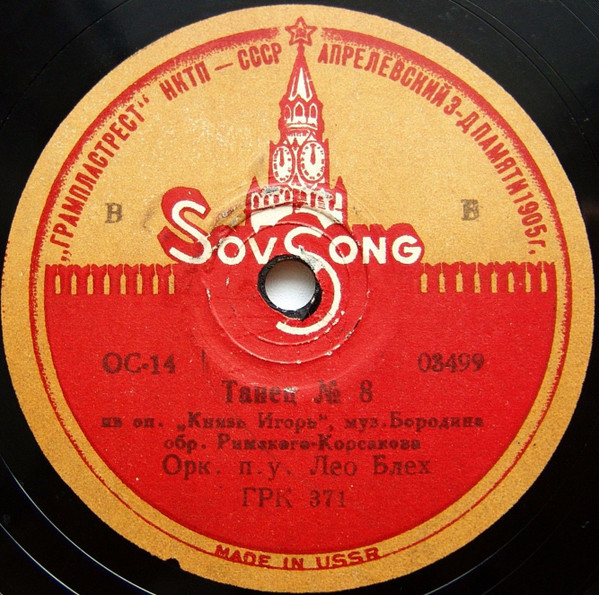 „ГРАМПЛАСТРЕСТ“ НКТП — СССР АПРЕЛЕВСКИЙ З-Д ПАМЯТИ 1905 г.
В Б
SovSong
ОС-14 03499
Танец № 8
из оп. „Князь Игорь“, муз. Бородина
обр. Римского-Корсакова
Орк. п. у. Лео Блех
ГРК 371
MADE IN USSR